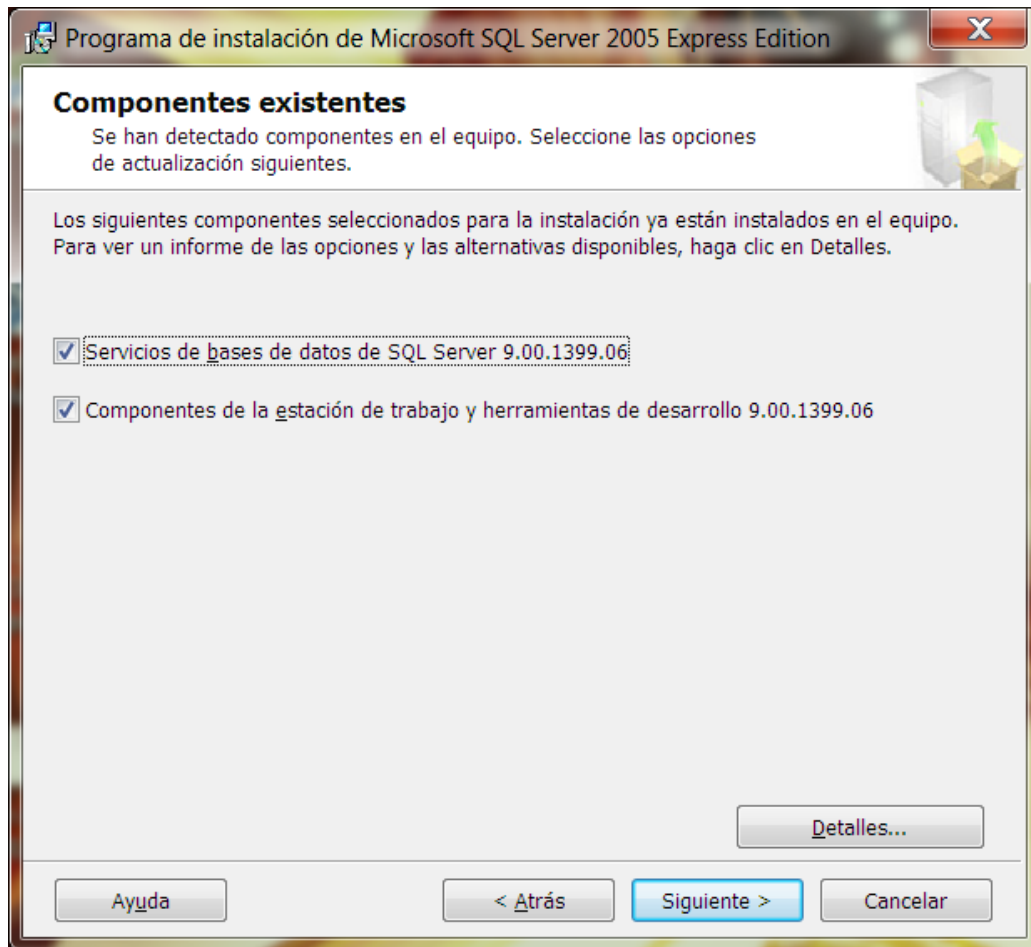 Programa de instalación de Microsoft SQL Server 2005 Express Edition
Componentes existentes
Se han detectado componentes en el equipo. Seleccione las opciones
de actualización siguientes.
Los siguientes componentes seleccionados para la instalación ya están instalados en el equipo.
Para ver un informe de las opciones y las alternativas disponibles, haga clic en Detalles.
Servicios de bases de datos de SQL Server 9.00.1399.06
Componentes de la estación de trabajo y herramientas de desarrollo 9.00.1399.06
Detalles...
Ayuda
< Atrás
Siguiente >
Cancelar